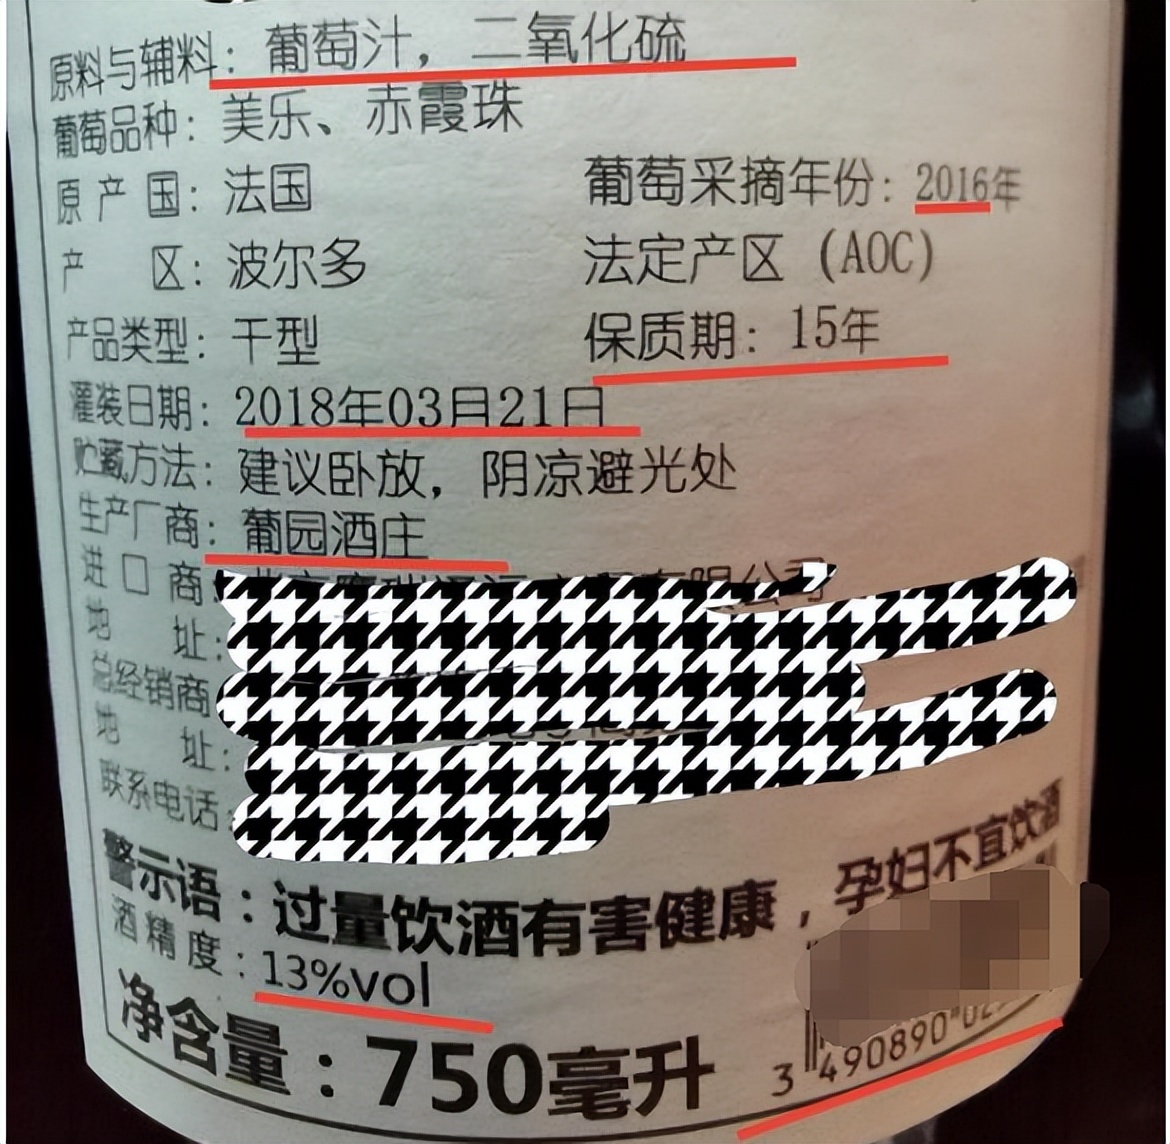 原料与辅料：葡萄汁，二氧化硫
葡萄品种：美乐、赤霞珠
原产国：法国 葡萄采摘年份：2016年
产区：波尔多 法定产区（AOC）
产品类型：干型 保质期：15年
灌装日期：2018年03月21日
贮藏方法：建议卧放，阴凉避光处
生产厂商：葡园酒庄
进口商 公司
地址：
总经销商
地址：
联系电话：
警示语：过量饮酒有害健康，孕妇不宜饮酒
酒精度：13%vol
净含量：750毫升
3 490890 02